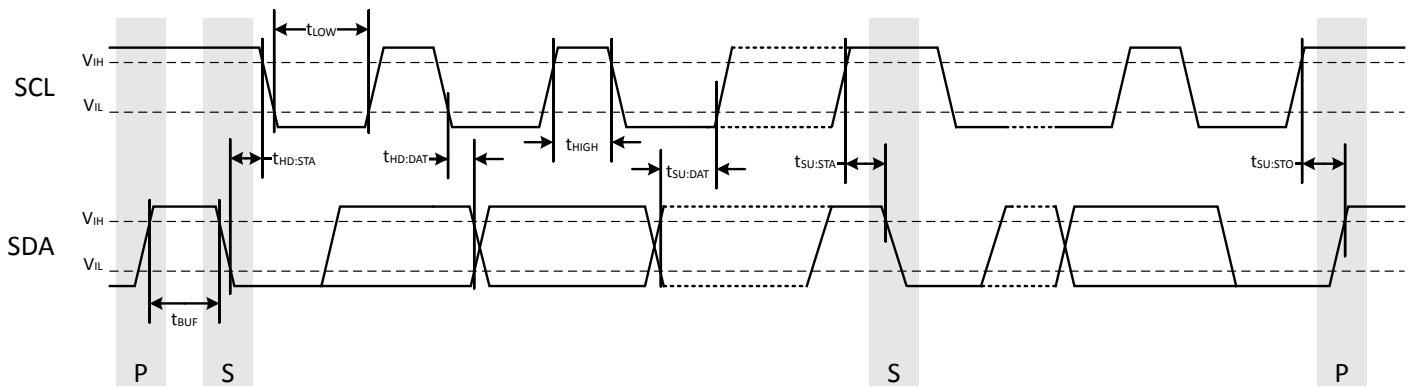 tLOW
VIH
SCL
VIL
tHD:STA
tHD:DAT
tHIGH
tSU:DAT
tSU:STA
tSU:STO
VIH
SDA
VIL
tBUF
P
S
S
P